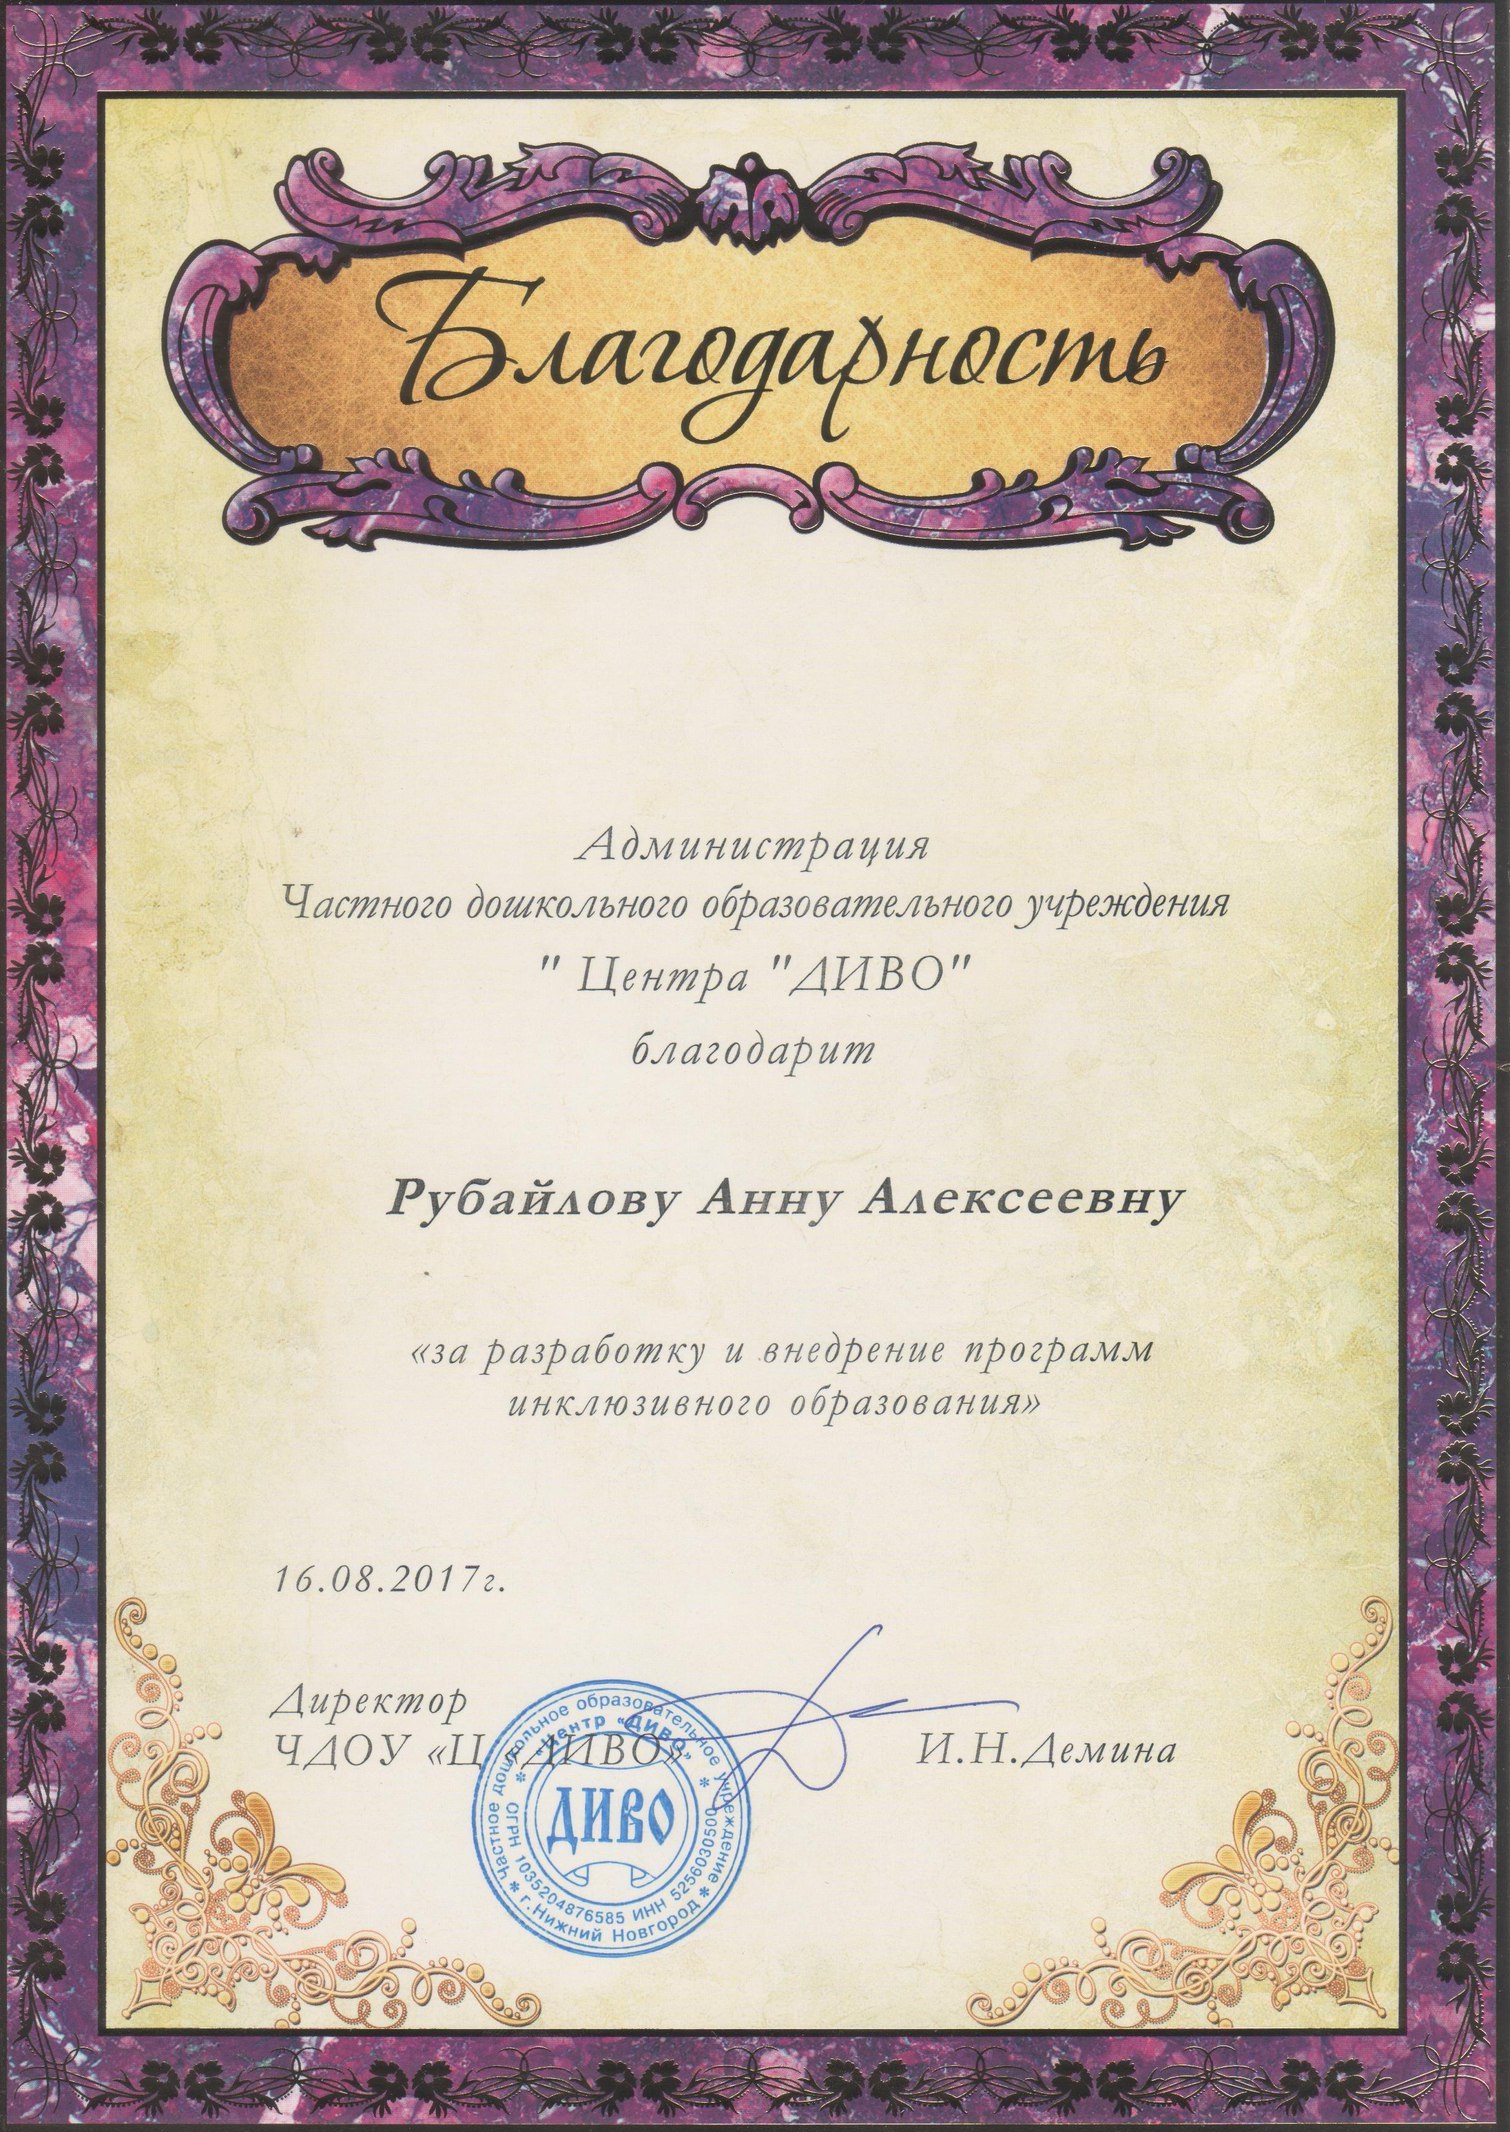 Благодарность
Администрация
Частного дошкольного образовательного учреждения
" Центра "ДИВО"
благодарит
Рубайлову Анну Алексеевну
«за разработку и внедрение программ
инклюзивного образования»
16.08.2017г.
Директор
ЧДОУ «Ц «ДИВО»
И.Н.Демина
Частное дошкольное образовательное учреждение
* г.Нижний Новгород *
* «Центр «ДИВО» *
ОГРН 1035204876585 ИНН 5256030500
ДИВО